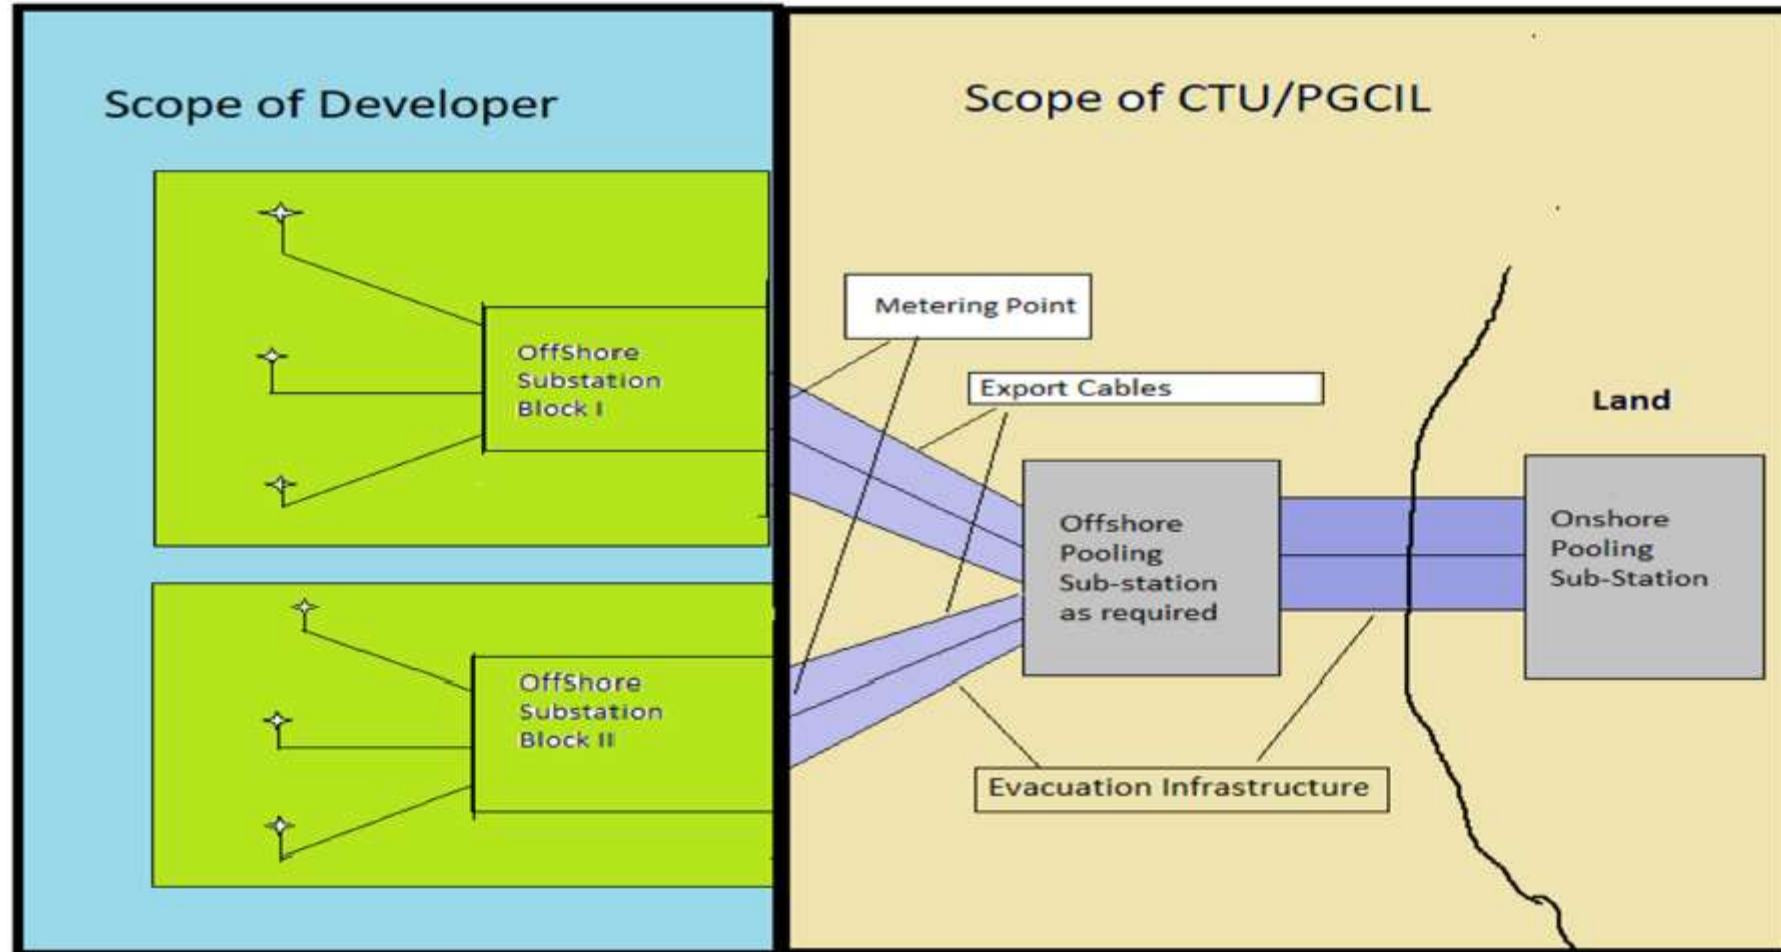 Scope of Developer
Scope of CTU/PGCIL
OffShore
Substation
Block I
Metering Point
Export Cables
Land
Offshore
Pooling
Sub-station
as required
Onshore
Pooling
Sub-Station
OffShore
Substation
Block II
Evacuation Infrastructure